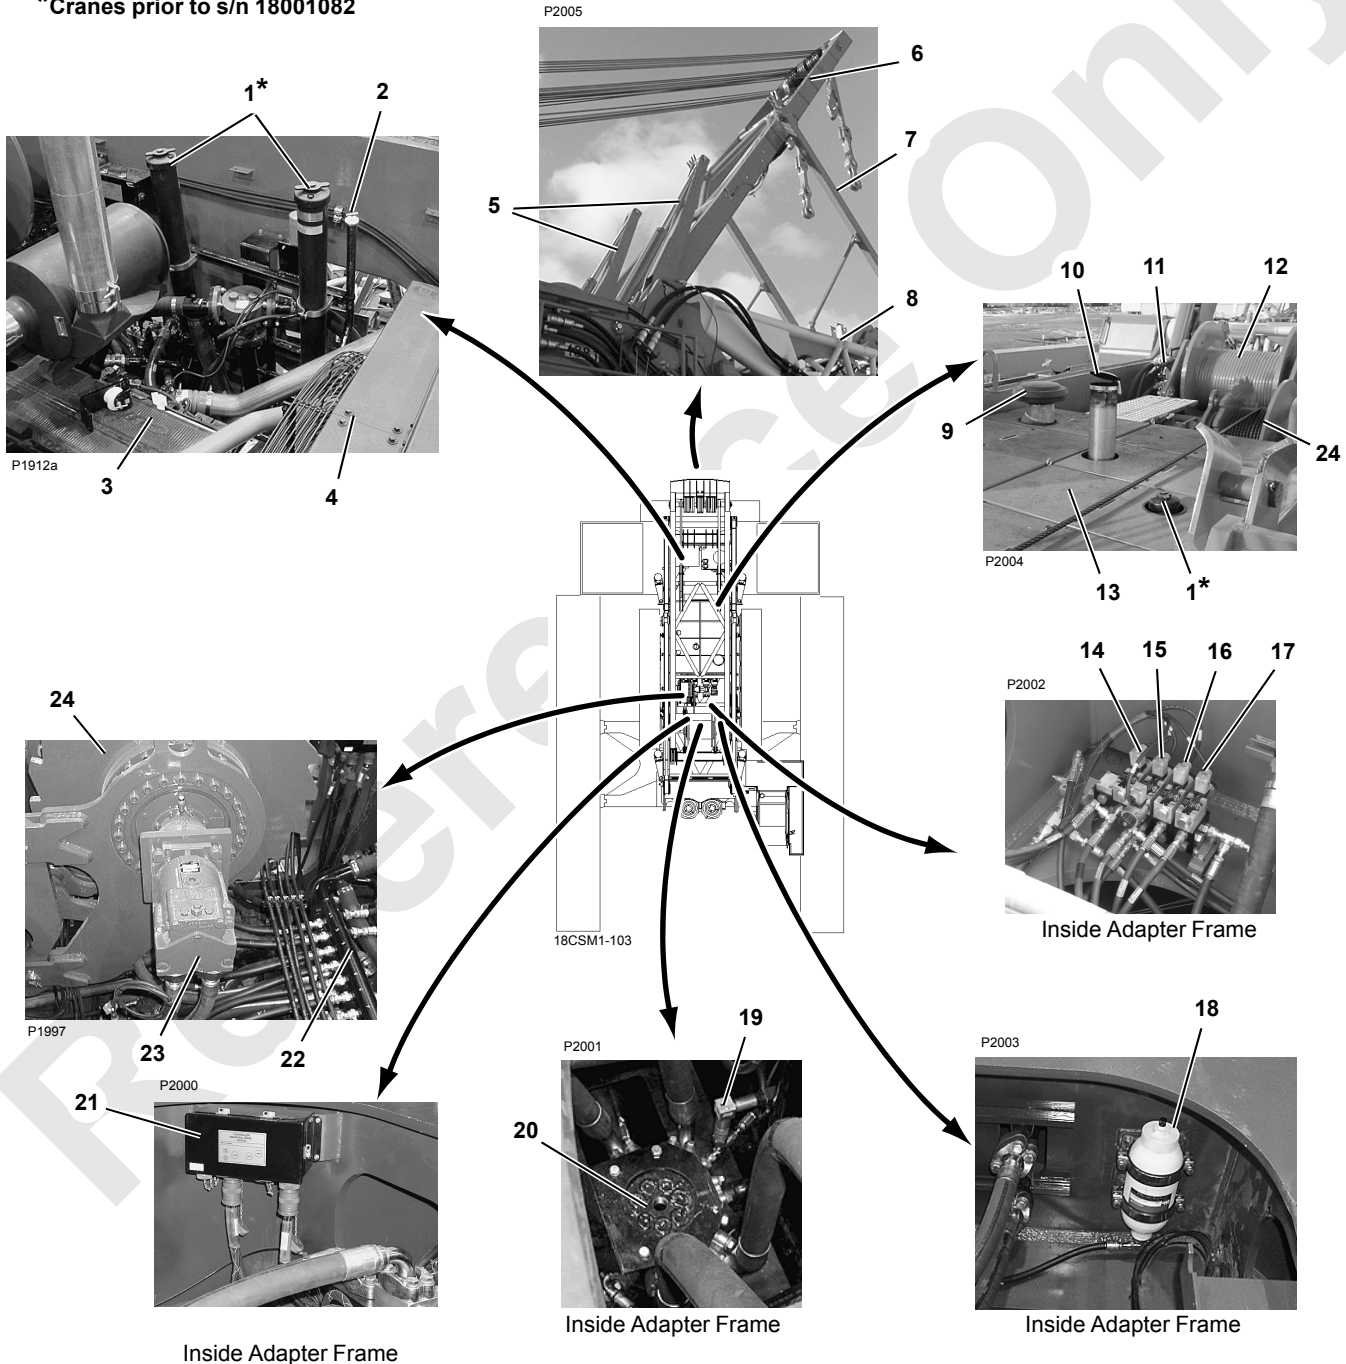 *Cranes prior to s/n 18001082
P2005
1*
2
6
7
5
8
10
11
12
9
24
P1912a
3
4
P2004
13
1*
14
15
16
17
P2002
24
Inside Adapter Frame
18CSM1-103
P1997
23
22
P2000
21
P2001
19
20
P2003
18
Inside Adapter Frame
Inside Adapter Frame
Inside Adapter Frame
Reference Only